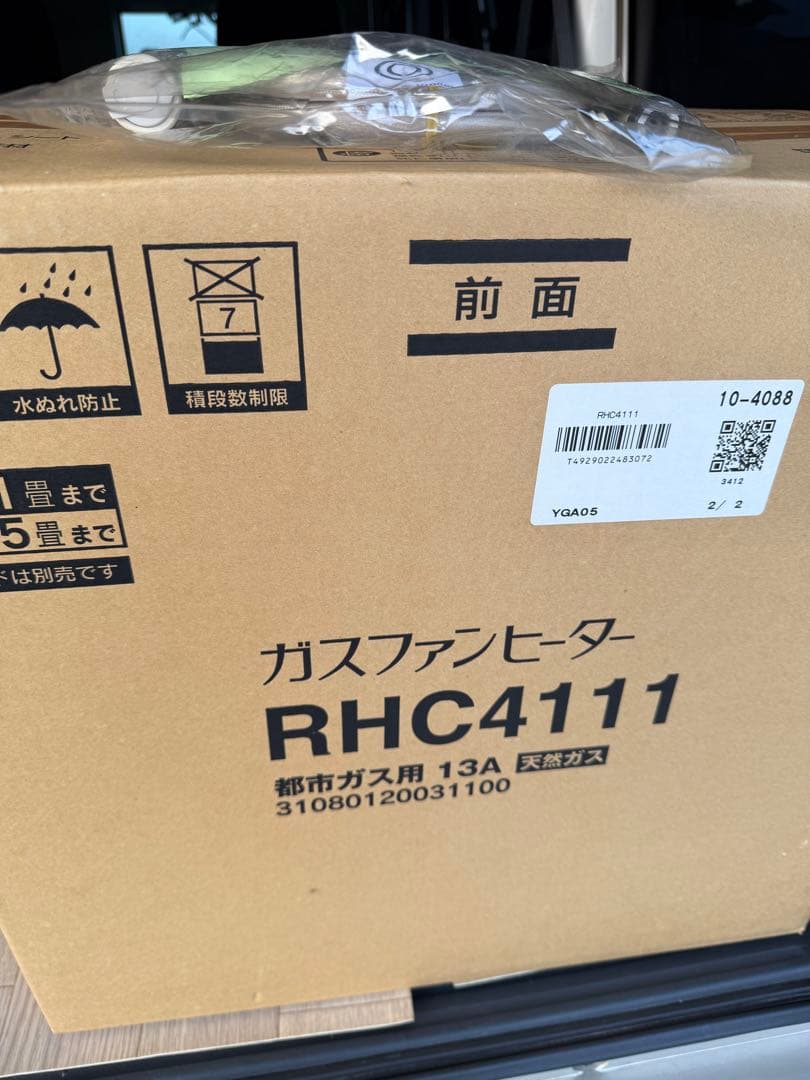 前面
7
水ぬれ防止
積段数制限
10-4088
RHC4111
T4929022483072
3412
YGA05
2/ 2
1畳まで
5畳まで
ドは別売です
ガスファンヒーター
RHC4111
都市ガス用 13A 天然ガス
31080120031100